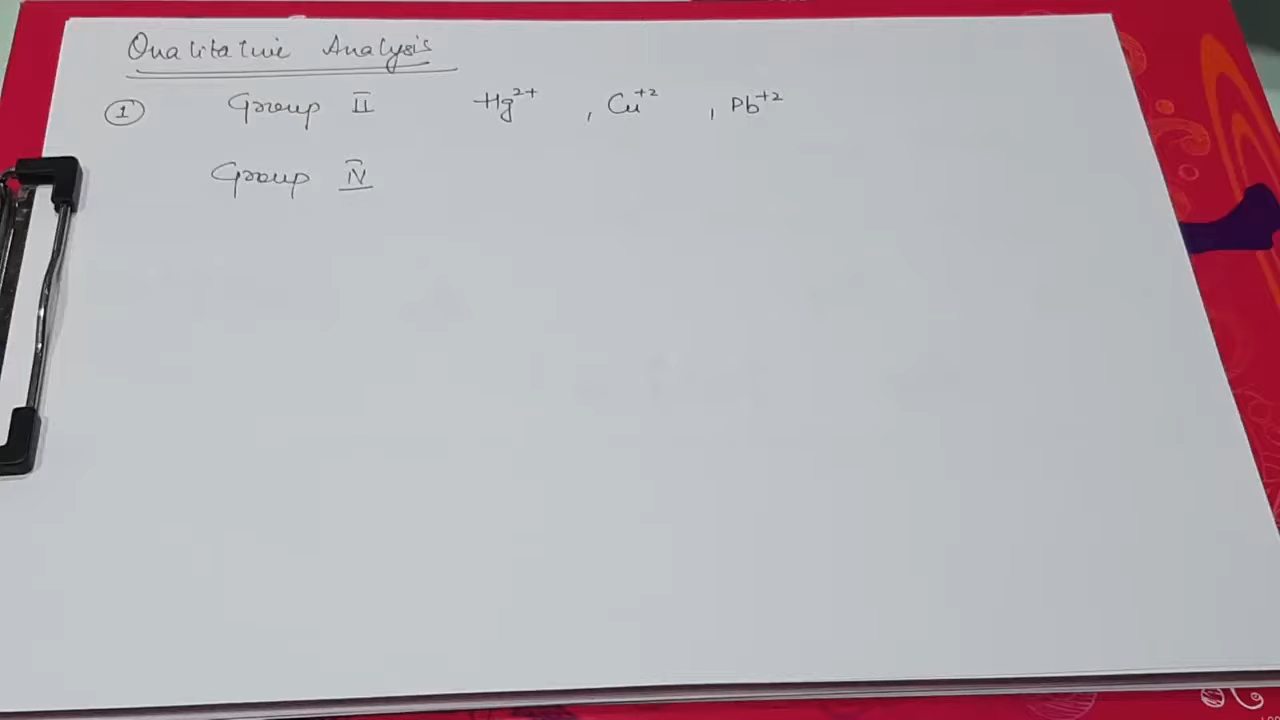 Qualitative Analysis
① Group II Hg²⁺ , Cu⁺² , Pb⁺²
Group IV